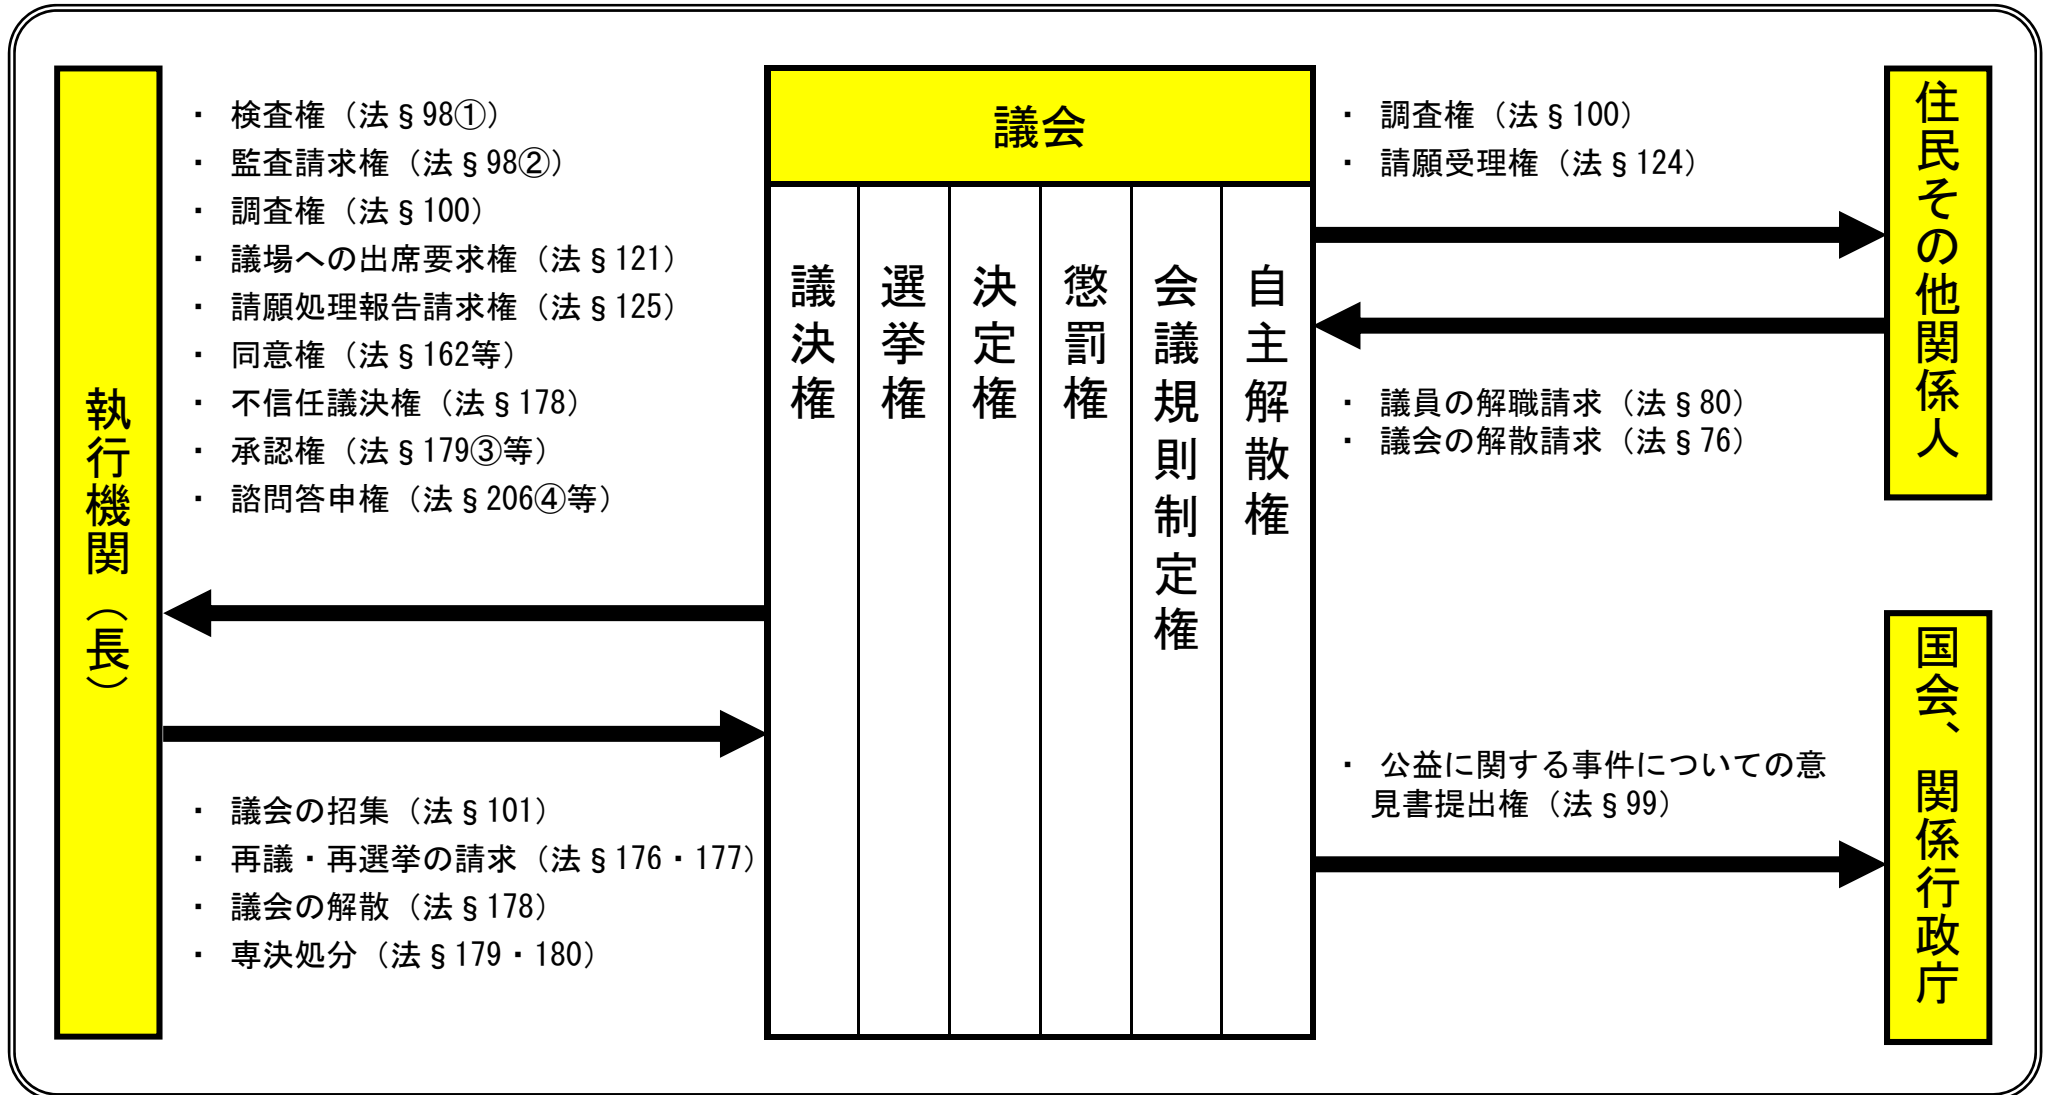 執行機関（長）
・ 検査権（法§98①）
・ 監査請求権（法§98②）
・ 調査権（法§100）
・ 議場への出席要求権（法§121）
・ 請願処理報告請求権（法§125）
・ 同意権（法§162等）
・ 不信任議決権（法§178）
・ 承認権（法§179③等）
・ 諮問答申権（法§206④等）
・ 議会の招集（法§101）
・ 再議・再選挙の請求（法§176・177）
・ 議会の解散（法§178）
・ 専決処分（法§179・180）
議会
議決権
選挙権
決定権
懲罰権
会議規則制定権
自主解散権
・ 調査権（法§100）
・ 請願受理権（法§124）
・ 議員の解職請求（法§80）
・ 議会の解散請求（法§76）
・ 公益に関する事件についての意
見書提出権（法§99）
住民その他関係人
国会、関係行政庁